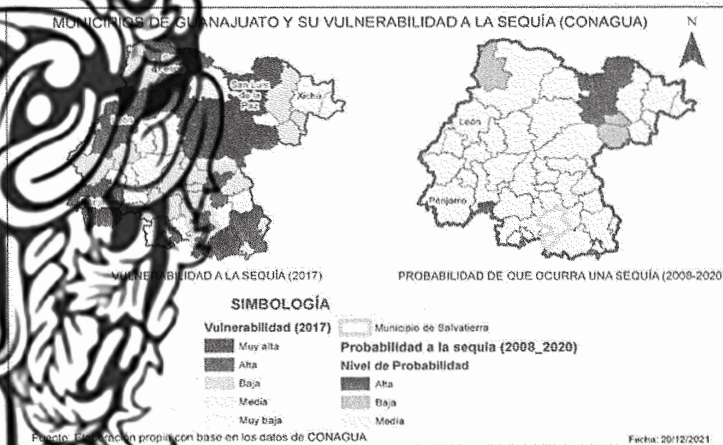 MUNICIPIOS DE GUANAJUATO Y SU VULNERABILIDAD A LA SEQUÍA (CONAGUA)
N
San Luis de la Paz
Xichú
León
León
Pénjamo
VULNERABILIDAD A LA SEQUÍA (2017)
PROBABILIDAD DE QUE OCURRA UNA SEQUÍA (2008-2020
SIMBOLOGÍA
Vulnerabilidad (2017)
Muy alta
Alta
Baja
Media
Muy baja
Municipio de Salvatierra
Probabilidad a la sequía (2008_2020)
Nivel de Probabilidad
Alta
Baja
Media
Fuente: Elaboración propia con base en los datos de CONAGUA
Fecha: 20/12/2021